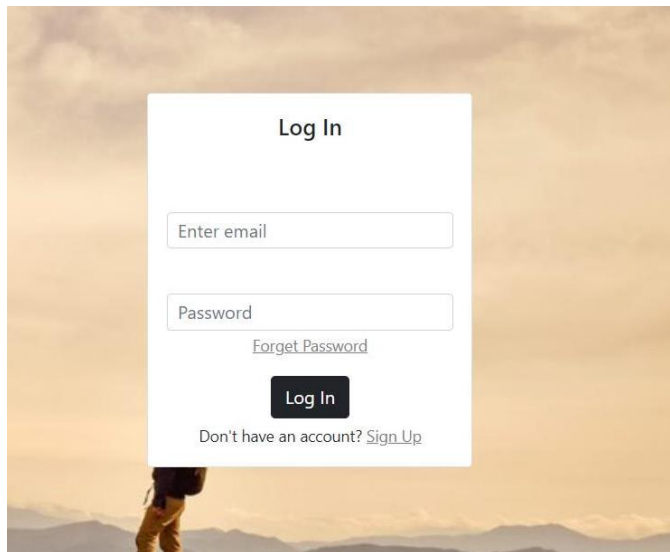 Log In
Enter email
Password
Forget Password
Log In
Don't have an account? Sign Up